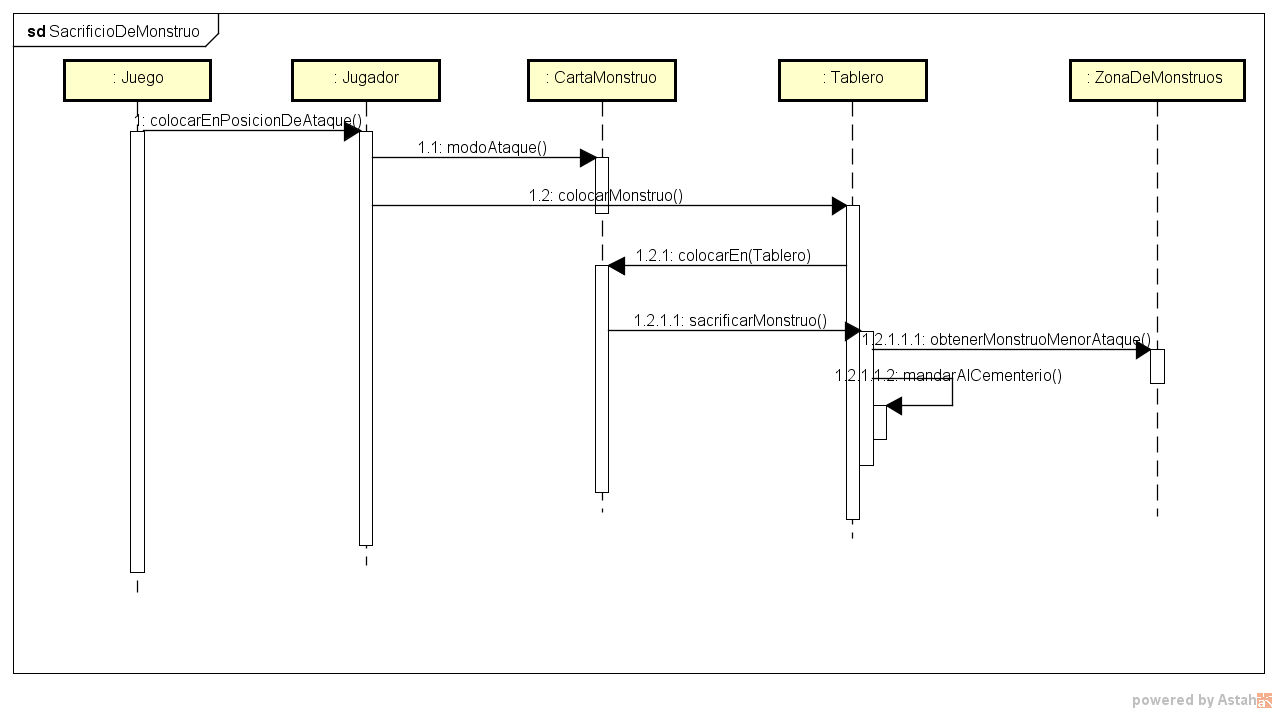 sd SacrificioDeMonstruo
: Juego
: Jugador
: CartaMonstruo
: Tablero
: ZonaDeMonstruos
1: colocarEnPosicionDeAtaque()
1.1: modoAtaque()
1.2: colocarMonstruo()
1.2.1: colocarEn(Tablero)
1.2.1.1: sacrificarMonstruo()
1.2.1.1.1: obtenerMonstruoMenorAtaque()
1.2.1.1.2: mandarAlCementerio()
powered by Astah